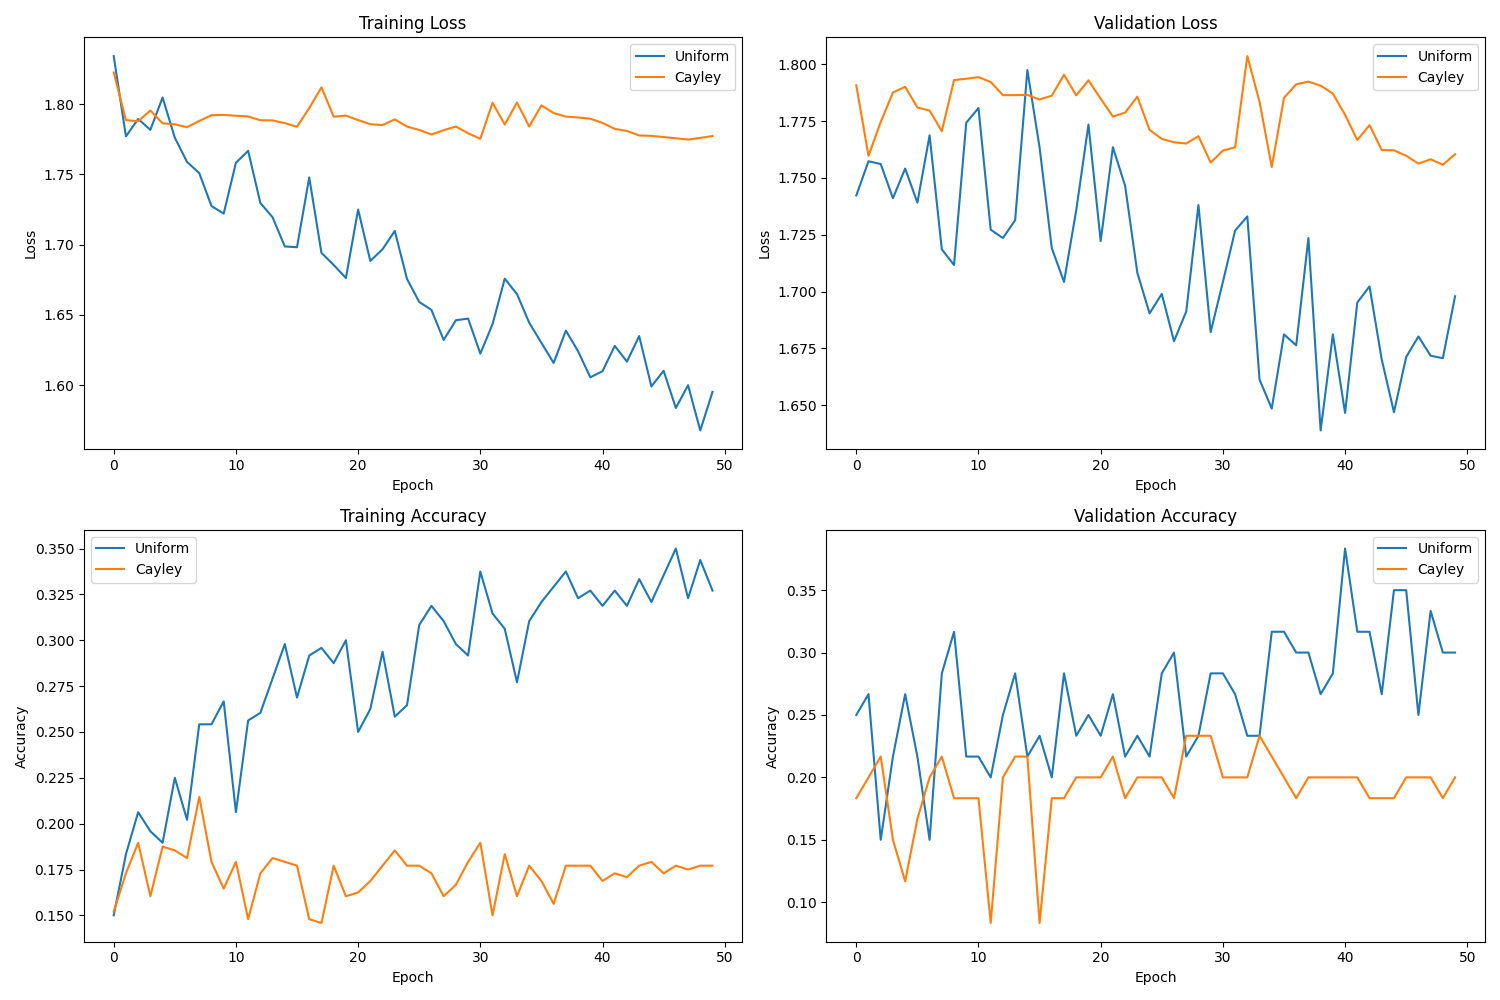 Training Loss
Loss
1.80
1.75
1.70
1.65
1.60
Uniform
Cayley
0 10 20 30 40 50
Epoch
Validation Loss
Loss
1.800
1.775
1.750
1.725
1.700
1.675
1.650
Uniform
Cayley
0 10 20 30 40 50
Epoch
Training Accuracy
Accuracy
0.350
0.325
0.300
0.275
0.250
0.225
0.200
0.175
0.150
Uniform
Cayley
0 10 20 30 40 50
Epoch
Validation Accuracy
Accuracy
0.35
0.30
0.25
0.20
0.15
0.10
Uniform
Cayley
0 10 20 30 40 50
Epoch